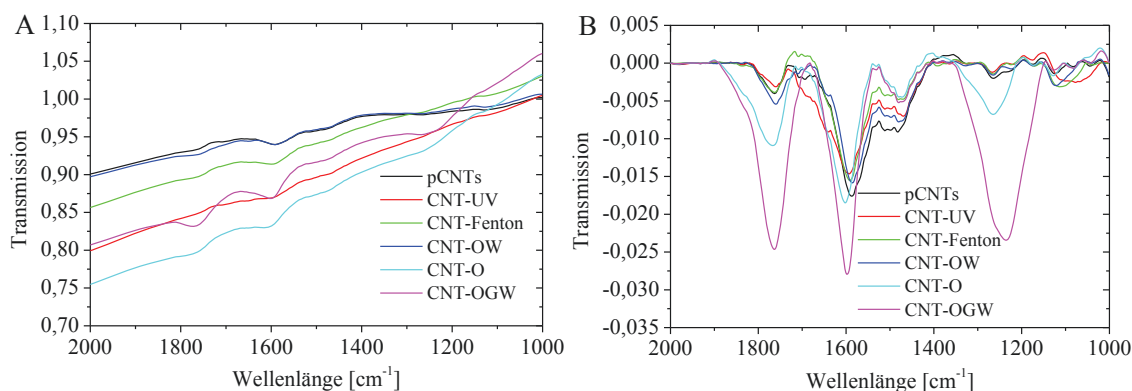 A
Transmission
1,10
1,05
1,00
0,95
0,90
0,85
0,80
0,75
0,70
pCNTs
CNT-UV
CNT-Fenton
CNT-OW
CNT-O
CNT-OGW
2000 1800 1600 1400 1200 1000
Wellenlänge [cm⁻¹]
B
Transmission
0,005
0,000
-0,005
-0,010
-0,015
-0,020
-0,025
-0,030
-0,035
pCNTs
CNT-UV
CNT-Fenton
CNT-OW
CNT-O
CNT-OGW
2000 1800 1600 1400 1200 1000
Wellenlänge [cm⁻¹]